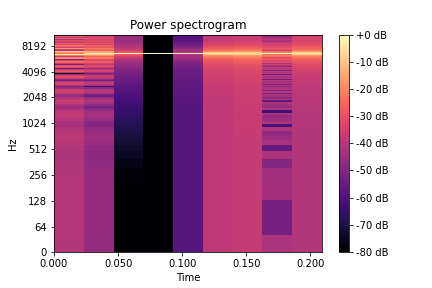 Power spectrogram
8192
4096
2048
1024
512
256
128
64
0
Hz
0.000 0.050 0.100 0.150 0.200
Time
+0 dB
-10 dB
-20 dB
-30 dB
-40 dB
-50 dB
-60 dB
-70 dB
-80 dB